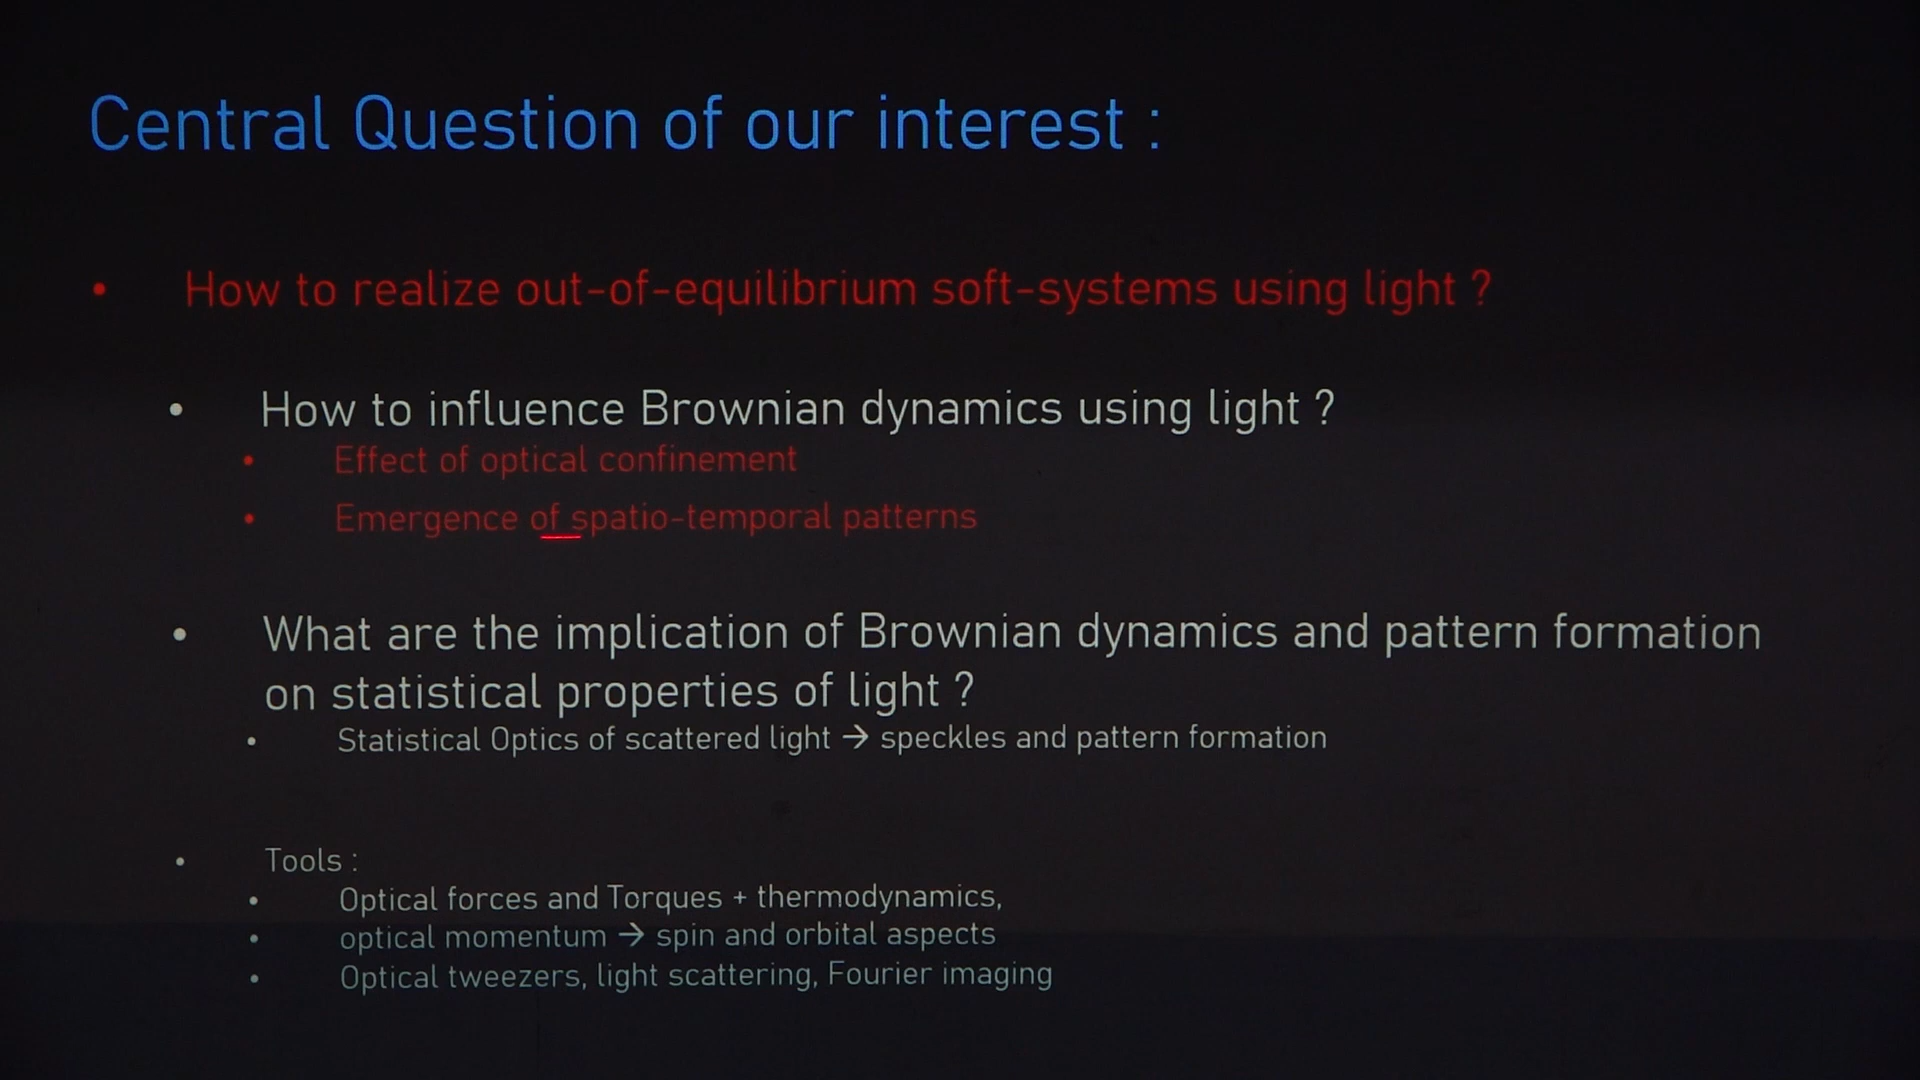 Central Question of our interest :
• How to realize out-of-equilibrium soft-systems using light ?
• How to influence Brownian dynamics using light ?
• Effect of optical confinement
• Emergence of spatio-temporal patterns
• What are the implication of Brownian dynamics and pattern formation
on statistical properties of light ?
• Statistical Optics of scattered light → speckles and pattern formation
• Tools :
• Optical forces and Torques + thermodynamics,
• optical momentum → spin and orbital aspects
• Optical tweezers, light scattering, Fourier imaging